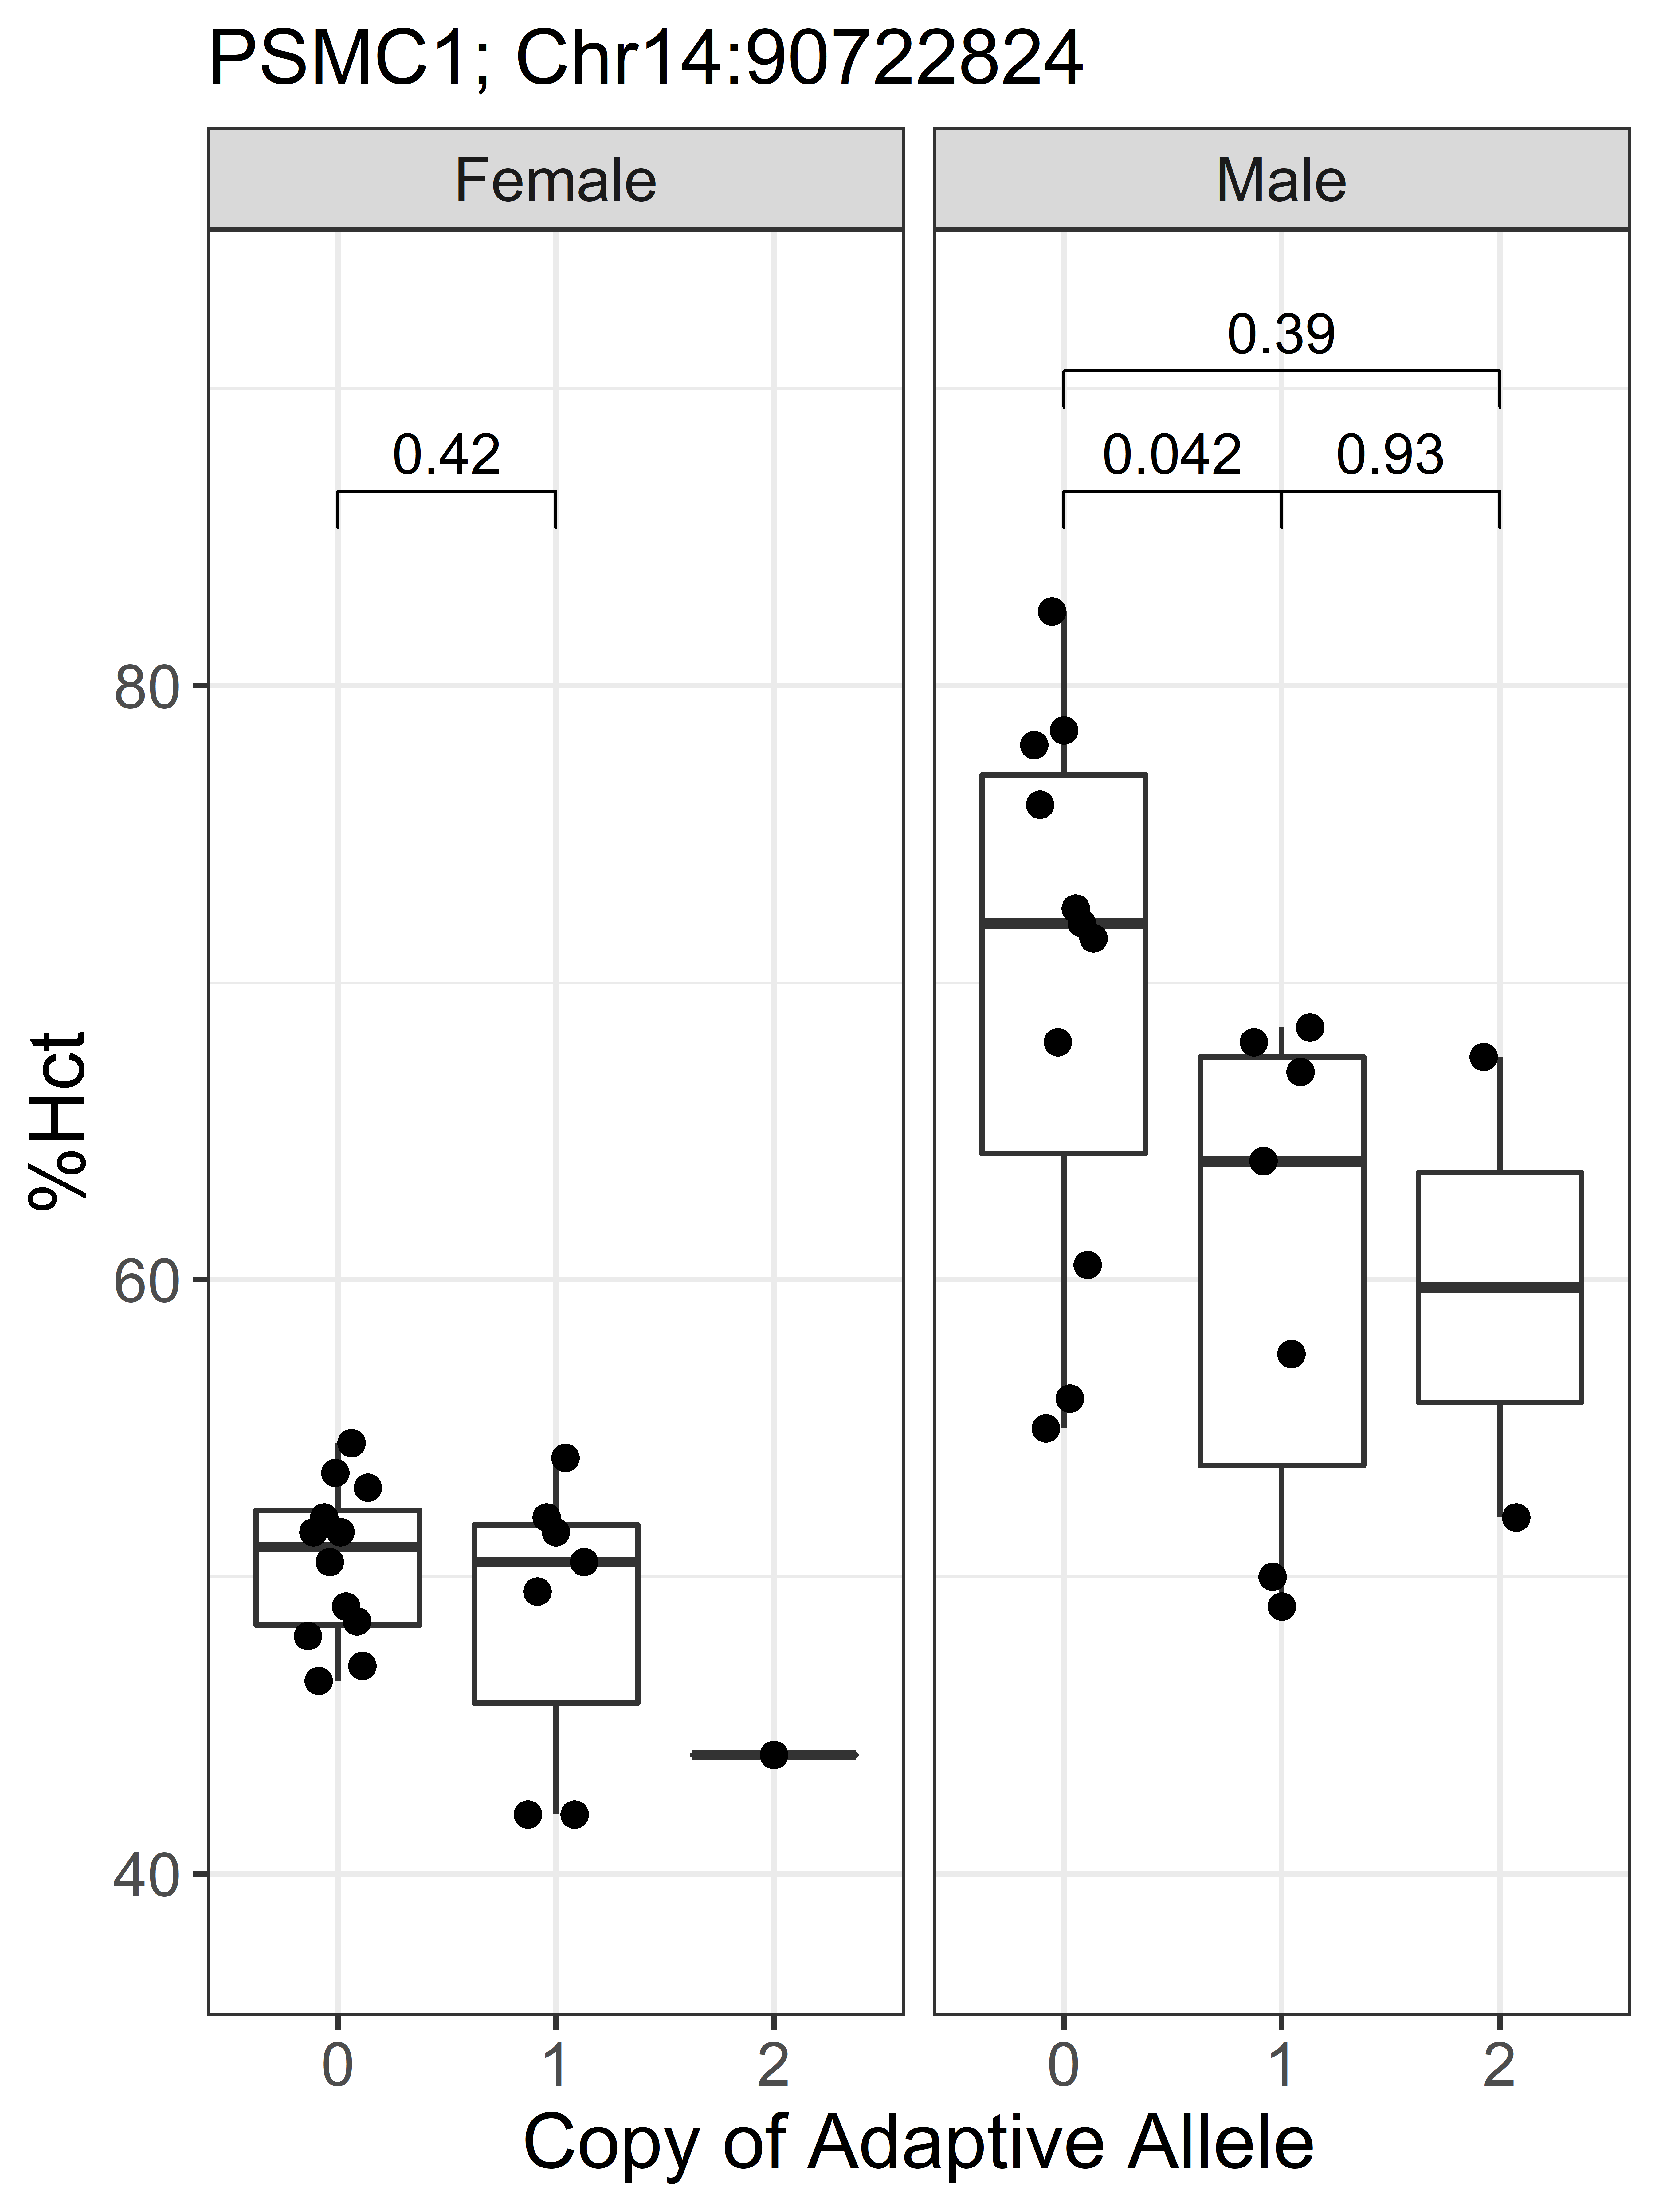 PSMC1; Chr14:90722824
Female
Male
0.39
0.42
0.042
0.93
80
60
40
%Hct
0
1
2
0
1
2
Copy of Adaptive Allele